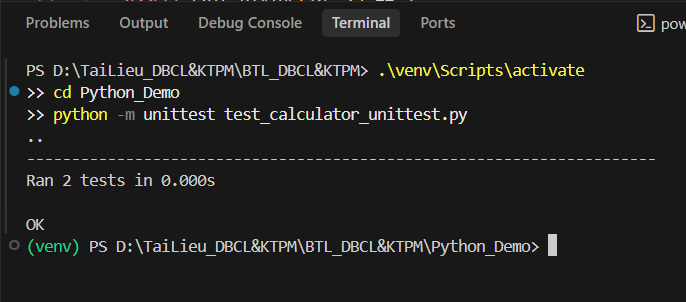 Problems Output Debug Console Terminal Ports pow
PS D:\TaiLieu_DBCL&KTPM\BTL_DBCL&KTPM> .\venv\Scripts\activate
>> cd Python_Demo
>> python -m unittest test_calculator_unittest.py
..
----------------------------------------------------------------------
Ran 2 tests in 0.000s
OK
(venv) PS D:\TaiLieu_DBCL&KTPM\BTL_DBCL&KTPM\Python_Demo>